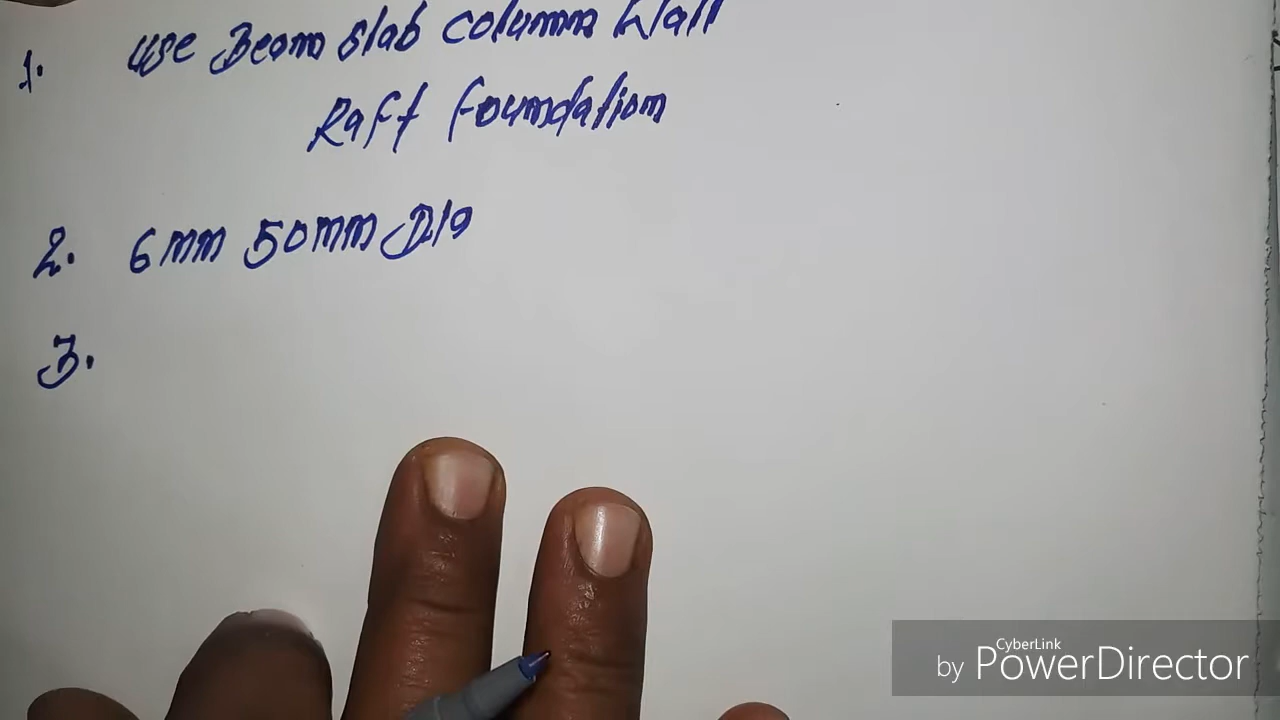 1. use Beam slab column Wall
Raft foundation
2. 6mm 50mm Dia
3.
CyberLink
by PowerDirector